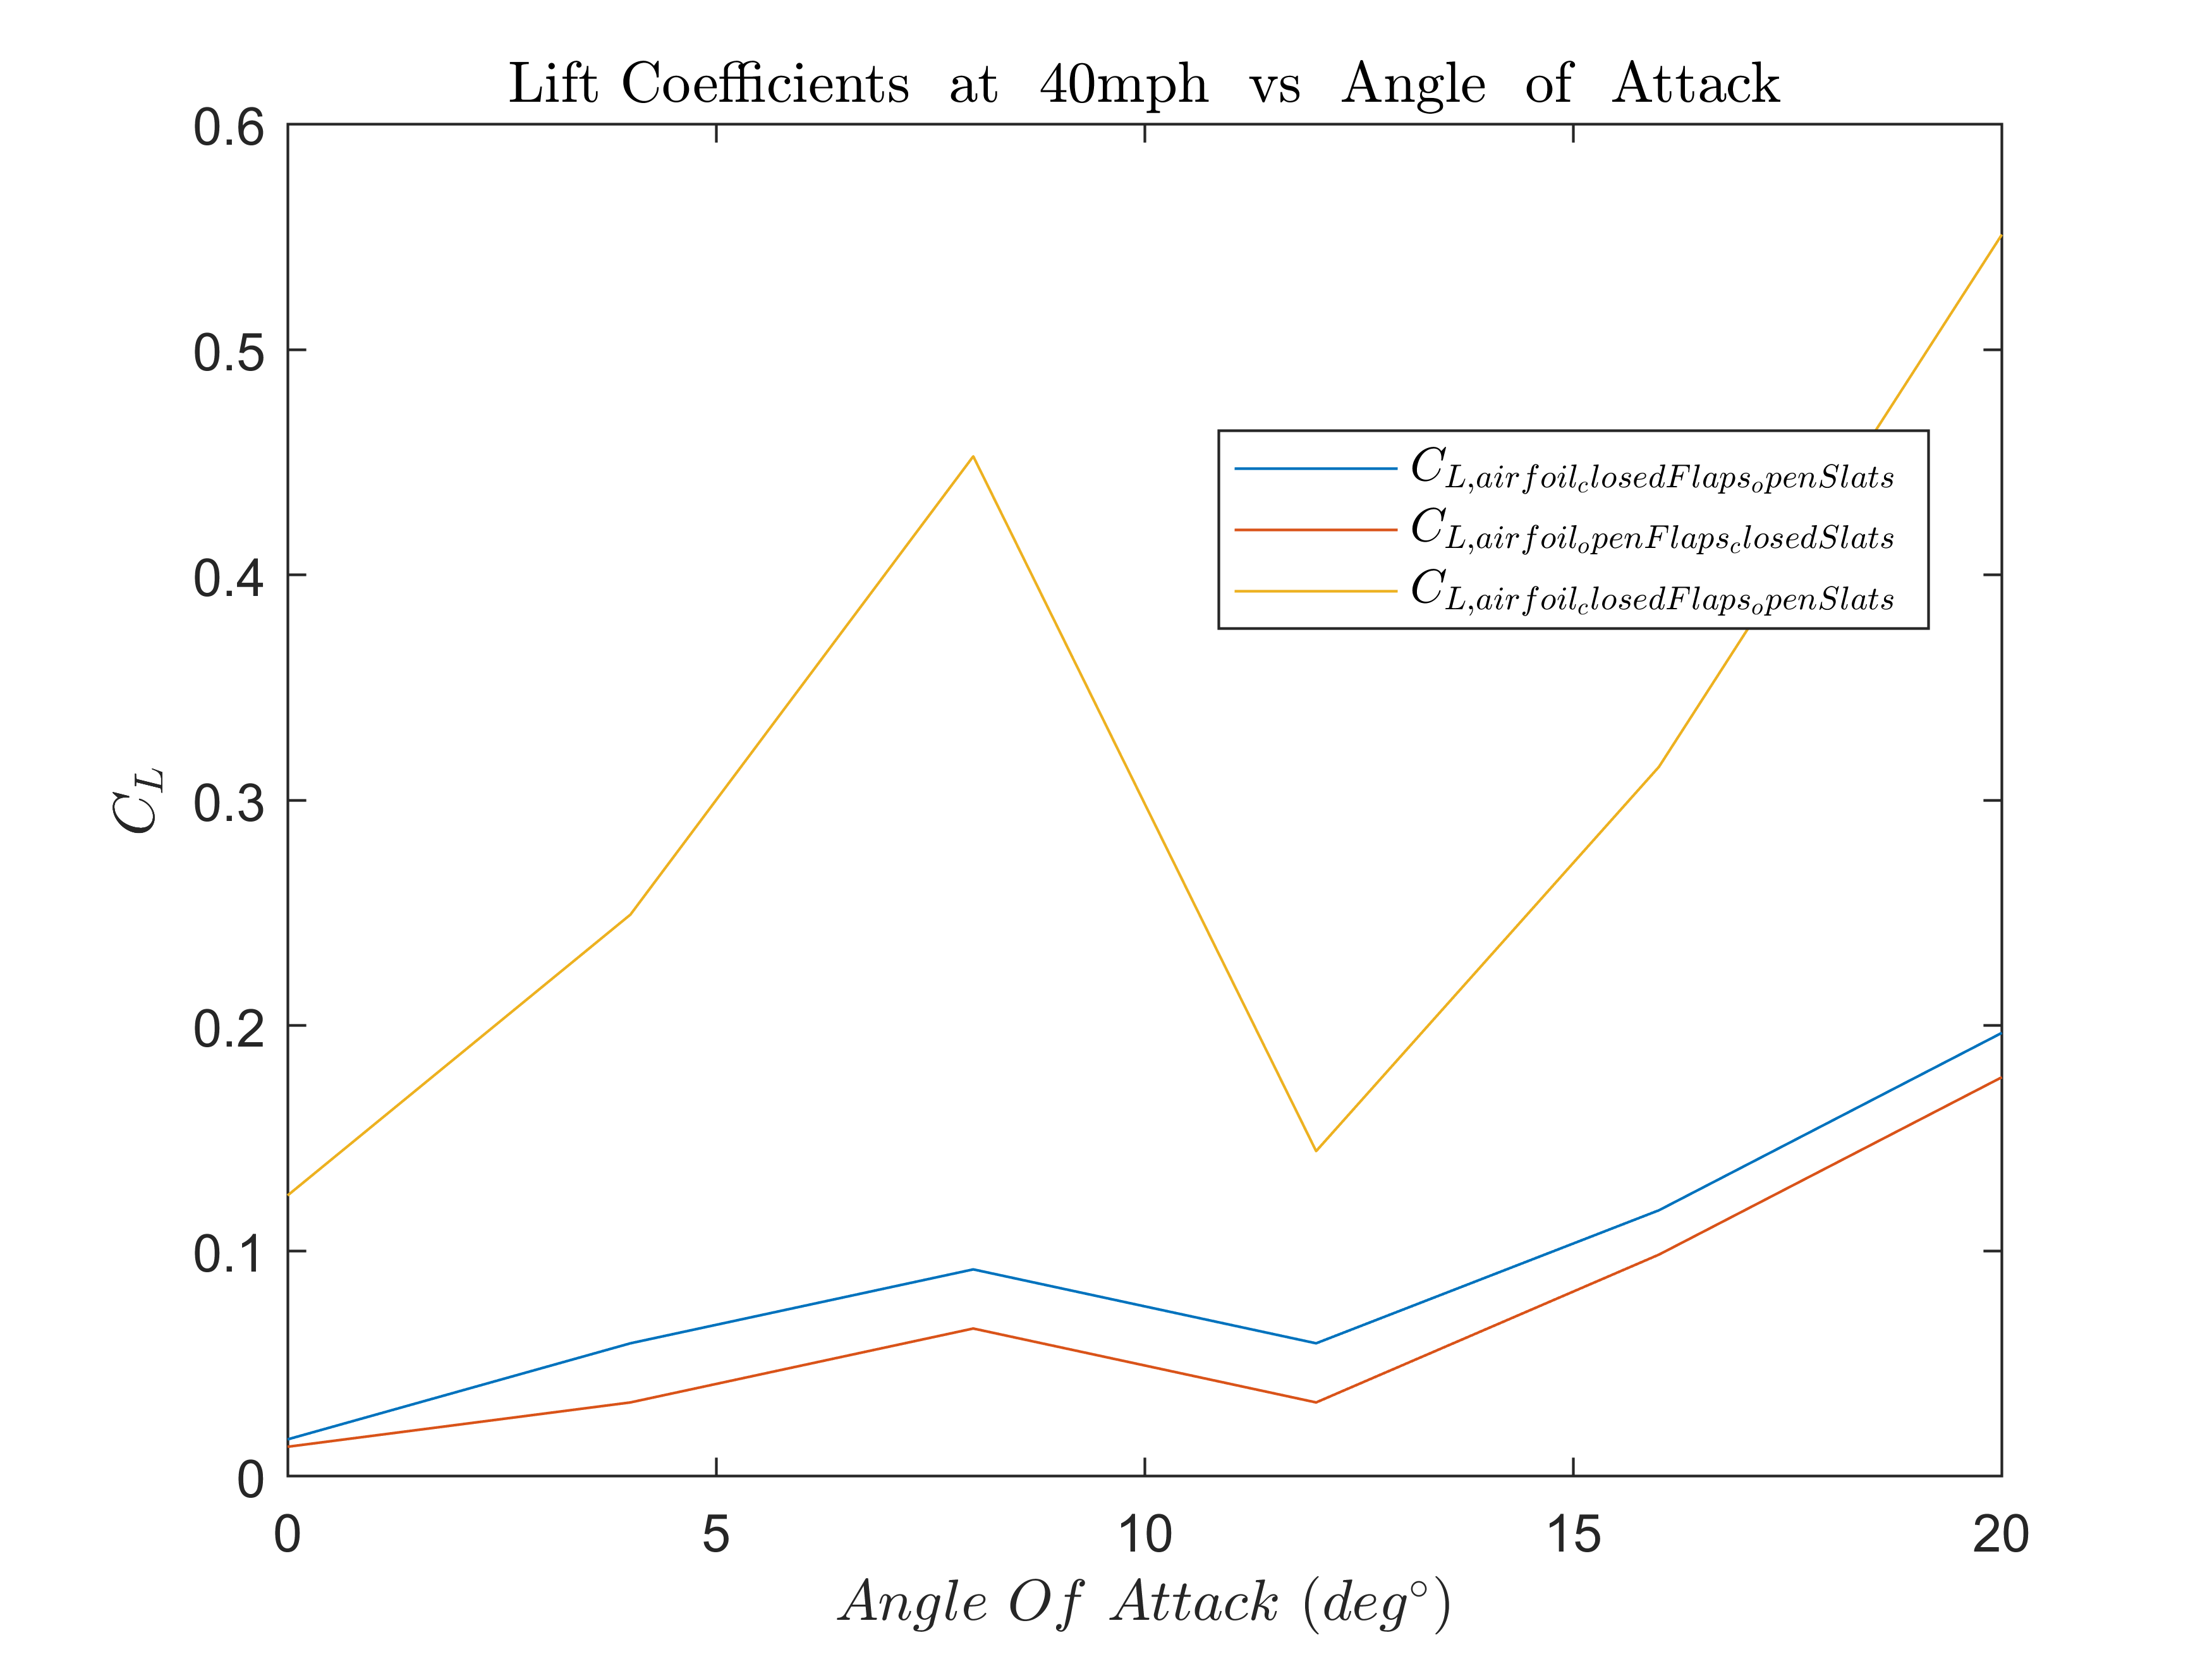 Lift Coefficients at 40mph vs Angle of Attack
0.6
0.5
0.4
0.3
0.2
0.1
0
C_L
C_{L,airfoil_closedFlaps_openSlats}
C_{L,airfoil_openFlaps_closedSlats}
C_{L,airfoil_closedFlaps_openSlats}
0 5 10 15 20
Angle Of Attack (deg°)